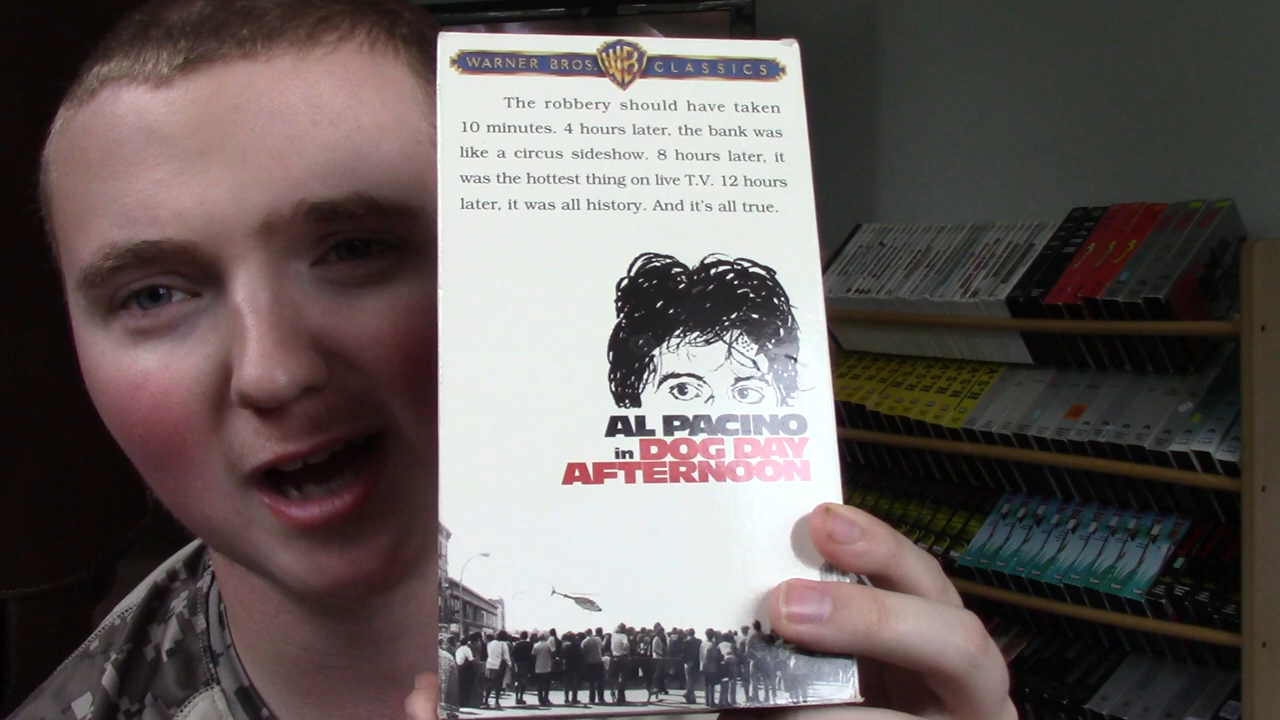 WARNER BROS. WB CLASSICS
The robbery should have taken
10 minutes. 4 hours later, the bank was
like a circus sideshow. 8 hours later, it
was the hottest thing on live T.V. 12 hours
later, it was all history. And it's all true.
AL PACINO
in DOG DAY
AFTERNOON